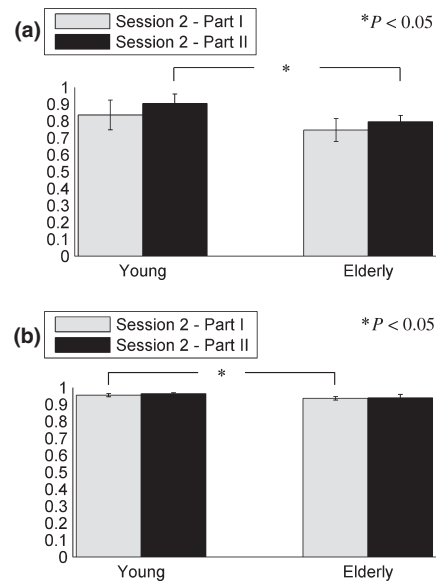 (a)
Session 2 - Part I
Session 2 - Part II
*P < 0.05
*
1
0.9
0.8
0.7
0.6
0.5
0.4
0.3
0.2
0.1
0
Young Elderly
(b)
Session 2 - Part I
Session 2 - Part II
*P < 0.05
*
1
0.9
0.8
0.7
0.6
0.5
0.4
0.3
0.2
0.1
0
Young Elderly